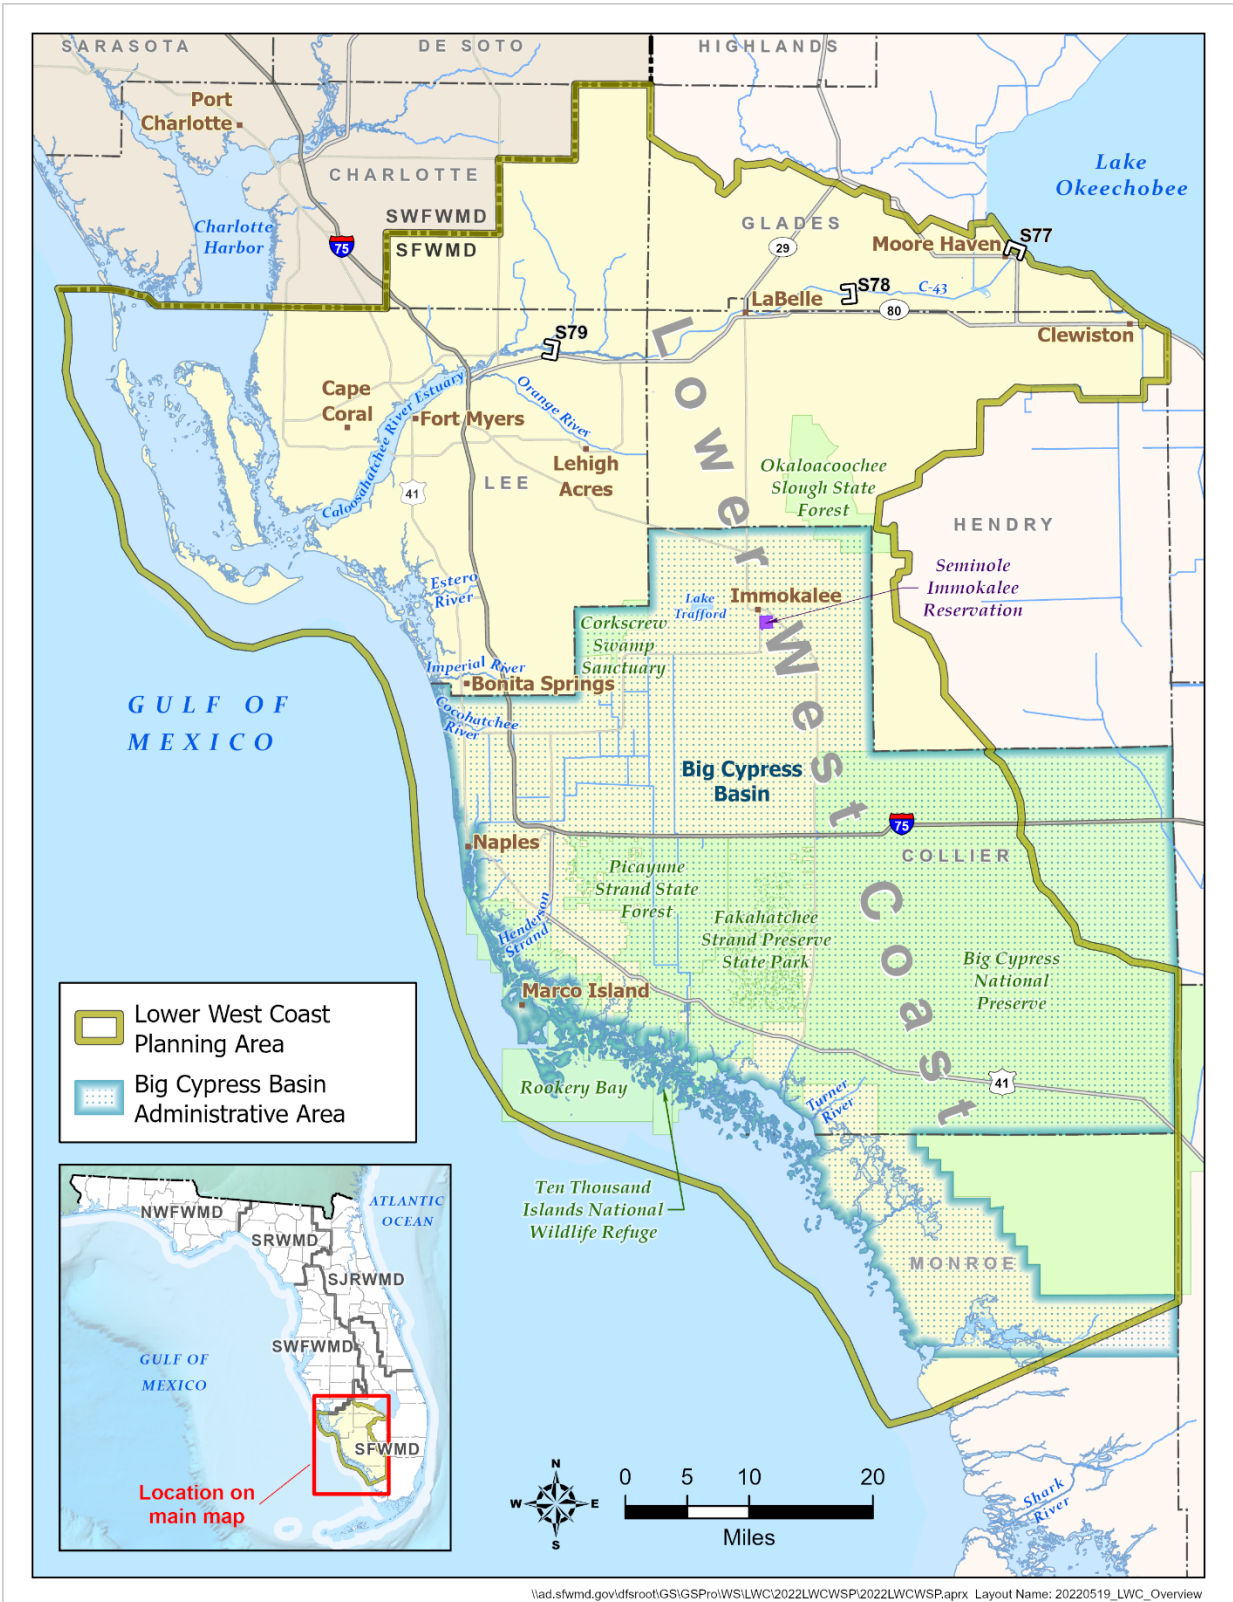 SARASOTA
DE SOTO
HIGHLANDS
Port
Charlotte
Lake
Okeechobee
CHARLOTTE
Charlotte
Harbor
SWFWMD
SFWMD
75
GLADES
29
Moore Haven
S77
S78
C-43
LaBelle
80
Clewiston
S79
Cape
Coral
Fort Myers
Caloosahatchee River Estuary
Orange River
Lehigh
Acres
LEE
41
Okaloacoochee
Slough State
Forest
HENDRY
Lower West Coast
Seminole
Immokalee
Reservation
Estero
River
Lake
Trafford
Immokalee
Corkscrew
Swamp
Sanctuary
Imperial River
Bonita Springs
Cocohatchee
River
GULF OF
MEXICO
Big Cypress
Basin
75
Naples
COLLIER
Picayune
Strand State
Forest
Henderson
Strand
Fakahatchee
Strand Preserve
State Park
Big Cypress
National
Preserve
Marco Island
Rookery Bay
41
Turner
River
Ten Thousand
Islands National
Wildlife Refuge
MONROE
Lower West Coast
Planning Area
Big Cypress Basin
Administrative Area
NWFWMD
SRWMD
SJRWMD
SWFWMD
SFWMD
ATLANTIC
OCEAN
GULF OF
MEXICO
Location on
main map
N
W E
S
0 5 10 20
Miles
Shark
River
\\ad.sfwmd.gov\dfsroot\GS\GSPro\WS\LWC\2022LWCWSP\2022LWCWSP.aprx Layout Name: 20220519_LWC_Overview